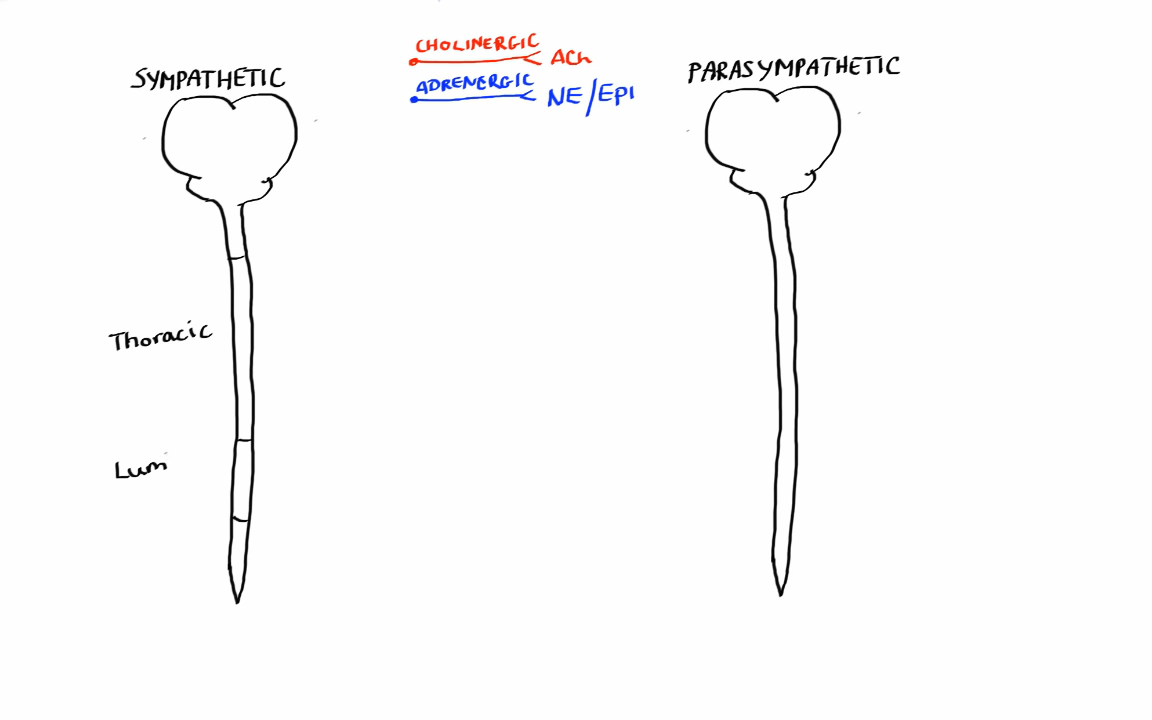 SYMPATHETIC
CHOLINERGIC
ACh
ADRENERGIC
NE/EPI
PARASYMPATHETIC
Thoracic
Lum